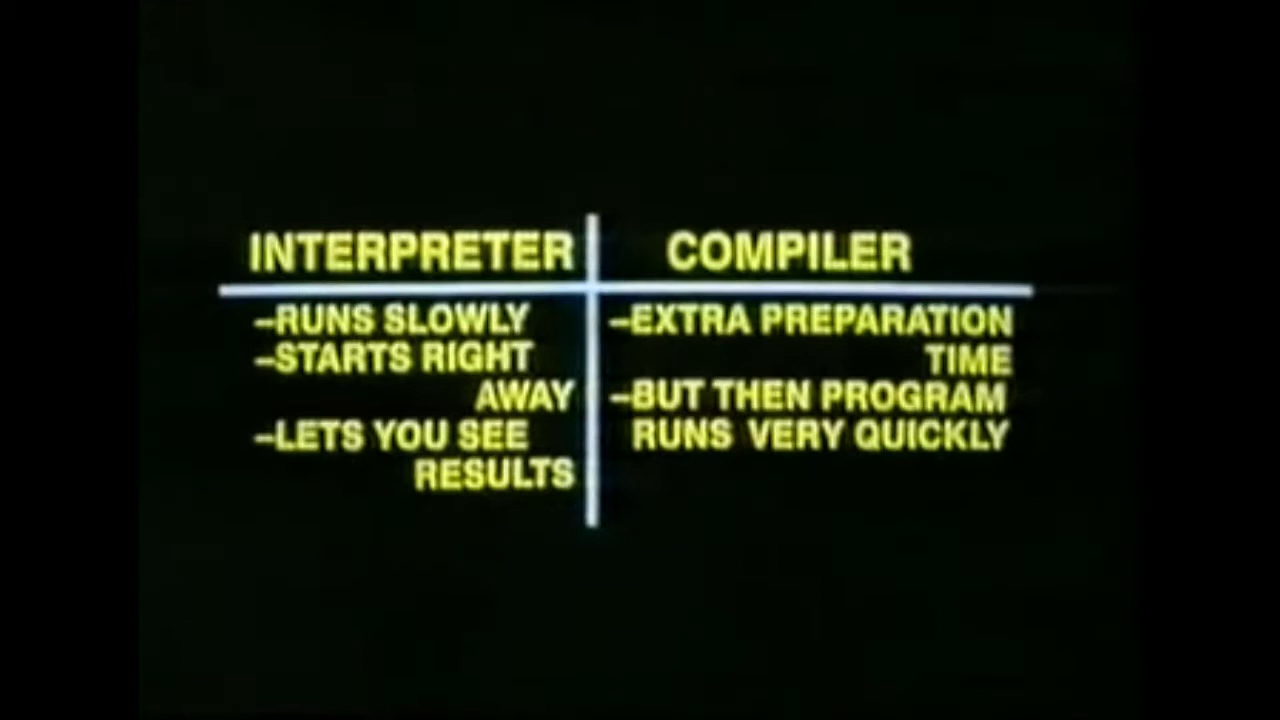 INTERPRETER
–RUNS SLOWLY
–STARTS RIGHT
AWAY
–LETS YOU SEE
RESULTS
COMPILER
–EXTRA PREPARATION
TIME
–BUT THEN PROGRAM
RUNS VERY QUICKLY